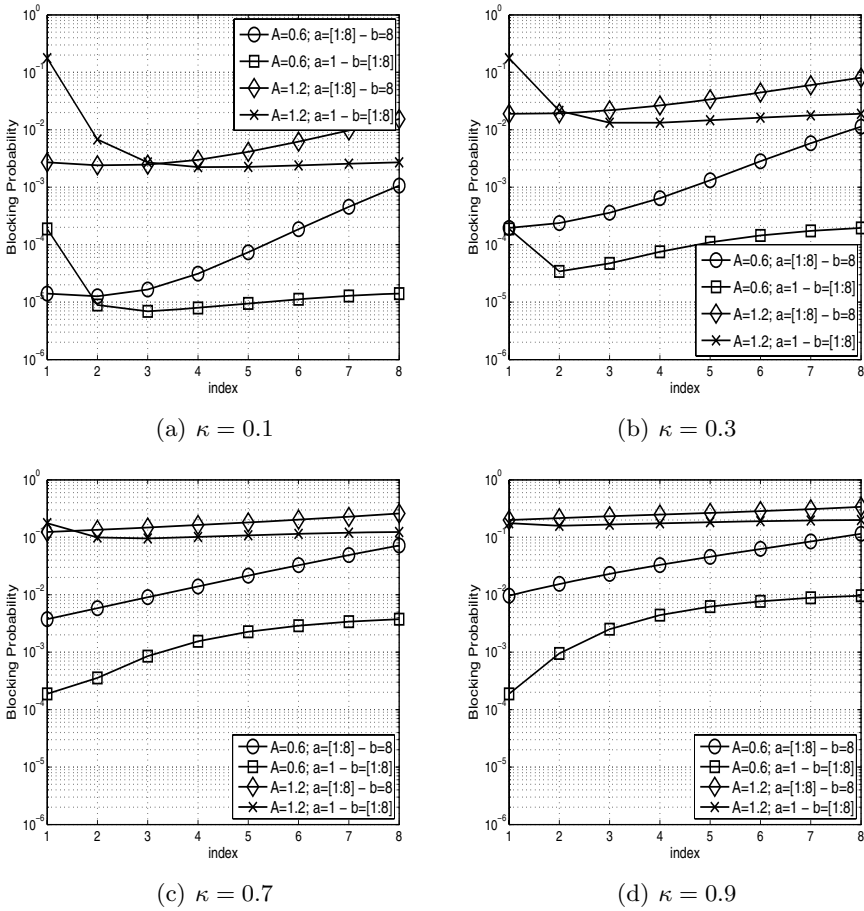 10^0
10^-1
10^-2
10^-3
10^-4
10^-5
10^-6
Blocking Probability
1 2 3 4 5 6 7 8
index
A=0.6; a=[1:8] − b=8
A=0.6; a=1 − b=[1:8]
A=1.2; a=[1:8] − b=8
A=1.2; a=1 − b=[1:8]
(a) κ = 0.1
10^0
10^-1
10^-2
10^-3
10^-4
10^-5
10^-6
Blocking Probability
1 2 3 4 5 6 7 8
index
A=0.6; a=[1:8] − b=8
A=0.6; a=1 − b=[1:8]
A=1.2; a=[1:8] − b=8
A=1.2; a=1 − b=[1:8]
(b) κ = 0.3
10^0
10^-1
10^-2
10^-3
10^-4
10^-5
10^-6
Blocking Probability
1 2 3 4 5 6 7 8
index
A=0.6; a=[1:8] − b=8
A=0.6; a=1 − b=[1:8]
A=1.2; a=[1:8] − b=8
A=1.2; a=1 − b=[1:8]
(c) κ = 0.7
10^0
10^-1
10^-2
10^-3
10^-4
10^-5
10^-6
Blocking Probability
1 2 3 4 5 6 7 8
index
A=0.6; a=[1:8] − b=8
A=0.6; a=1 − b=[1:8]
A=1.2; a=[1:8] − b=8
A=1.2; a=1 − b=[1:8]
(d) κ = 0.9